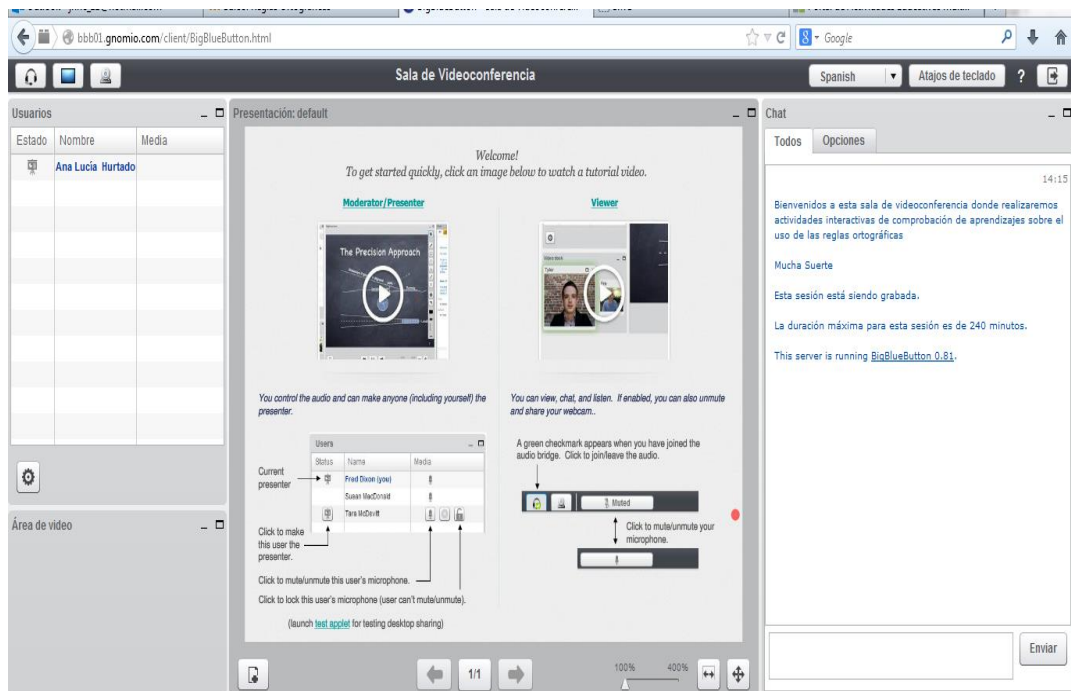 bbb01.gnomio.com/client/BigBlueButton.html
Google
Sala de Videoconferencia
Spanish
Atajos de teclado
?
Usuarios
Estado Nombre Media
Ana Lucía Hurtado
Área de video
Presentación: default
Welcome!
To get started quickly, click an image below to watch a tutorial video.
Moderator/Presenter
The Precision Approach
You control the audio and can make anyone (including yourself) the
presenter.
Users
Status Name Media
Fred Dixon (you)
Susan MacDonald
Tara McDevitt
Current
presenter
Click to make
this user the
presenter.
Click to mute/unmute this user's microphone.
Click to lock this user's microphone (user can't mute/unmute).
(launch test applet for testing desktop sharing)
Viewer
You can view, chat, and listen. If enabled, you can also unmute
and share your webcam..
A green checkmark appears when you have joined the
audio bridge. Click to join/leave the audio.
Muted
Click to mute/unmute your
microphone.
1/1
100% 400%
Chat
Todos Opciones
14:15
Bienvenidos a esta sala de videoconferencia donde realizaremos
actividades interactivas de comprobación de aprendizajes sobre el
uso de las reglas ortográficas
Mucha Suerte
Esta sesión está siendo grabada.
La duración máxima para esta sesión es de 240 minutos.
This server is running BigBlueButton 0.81.
Enviar